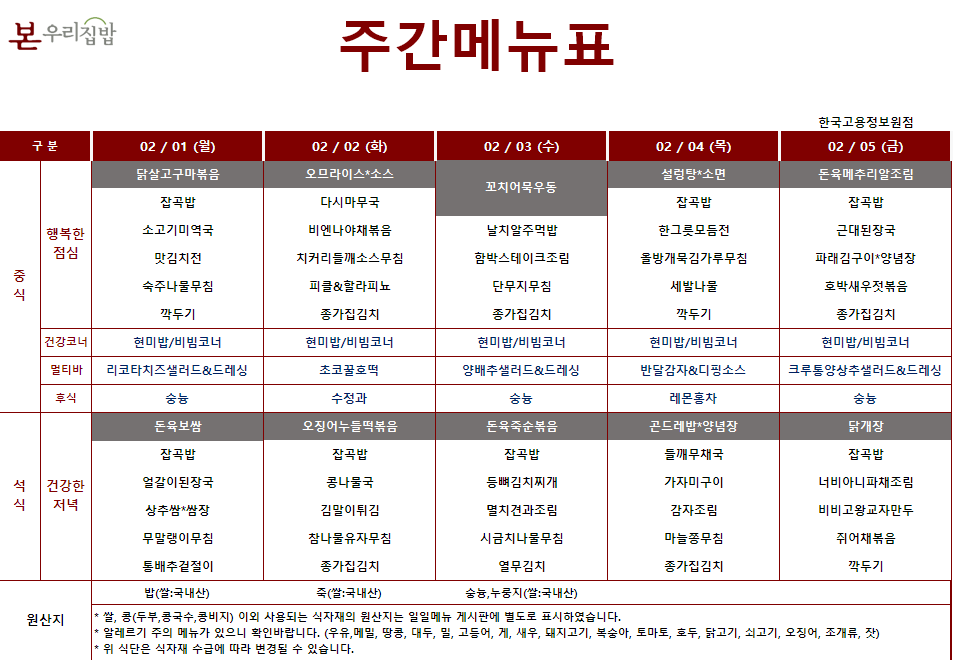 본우리집밥
주간메뉴표
한국고용정보원점
구 분 02 / 01 (월) 02 / 02 (화) 02 / 03 (수) 02 / 04 (목) 02 / 05 (금)
중식
행복한 점심
닭살고구마볶음 오므라이스*소스 꼬치어묵우동 설렁탕*소면 돈육메추리알조림
잡곡밥 다시마무국 잡곡밥 잡곡밥
소고기미역국 비엔나야채볶음 날치알주먹밥 한그릇모듬전 근대된장국
맛김치전 치커리들깨소스무침 함박스테이크조림 올방개묵김가루무침 파래김구이*양념장
숙주나물무침 피클&할라피뇨 단무지무침 세발나물 호박새우젓볶음
깍두기 종가집김치 종가집김치 깍두기 종가집김치
건강코너 현미밥/비빔코너 현미밥/비빔코너 현미밥/비빔코너 현미밥/비빔코너 현미밥/비빔코너
멀티바 리코타치즈샐러드&드레싱 초코꿀호떡 양배추샐러드&드레싱 반달감자&디핑소스 크루통양상추샐러드&드레싱
후식 숭늉 수정과 숭늉 레몬홍차 숭늉
석식
건강한 저녁
돈육보쌈 오징어누들떡볶음 돈육죽순볶음 곤드레밥*양념장 닭개장
잡곡밥 잡곡밥 잡곡밥 들깨무채국 잡곡밥
얼갈이된장국 콩나물국 등뼈김치찌개 가자미구이 너비아니파채조림
상추쌈*쌈장 김말이튀김 멸치견과조림 감자조림 비비고왕교자만두
무말랭이무침 참나물유자무침 시금치나물무침 마늘쫑무침 쥐어채볶음
통배추겉절이 종가집김치 열무김치 종가집김치 깍두기
원산지
밥(쌀:국내산) 죽(쌀:국내산) 숭늉,누룽지(쌀:국내산)
* 쌀, 콩(두부,콩국수,콩비지) 이외 사용되는 식자재의 원산지는 일일메뉴 게시판에 별도로 표시하였습니다.
* 알레르기 주의 메뉴가 있으니 확인바랍니다. (우유,메밀, 땅콩, 대두, 밀, 고등어, 게, 새우, 돼지고기, 복숭아, 토마토, 호두, 닭고기, 쇠고기, 오징어, 조개류, 잣)
* 위 식단은 식자재 수급에 따라 변경될 수 있습니다.